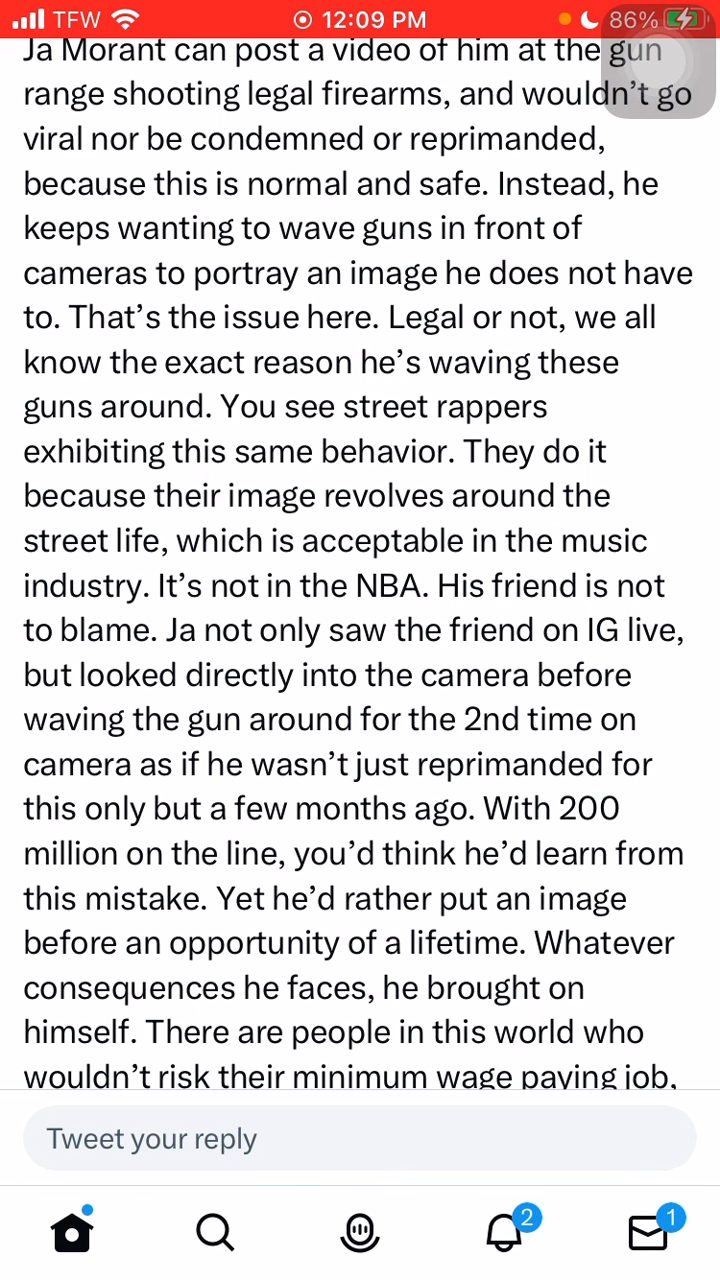 TFW
12:09 PM
86%
Ja Morant can post a video of him at the gun
range shooting legal firearms, and wouldn’t go
viral nor be condemned or reprimanded,
because this is normal and safe. Instead, he
keeps wanting to wave guns in front of
cameras to portray an image he does not have
to. That’s the issue here. Legal or not, we all
know the exact reason he’s waving these
guns around. You see street rappers
exhibiting this same behavior. They do it
because their image revolves around the
street life, which is acceptable in the music
industry. It’s not in the NBA. His friend is not
to blame. Ja not only saw the friend on IG live,
but looked directly into the camera before
waving the gun around for the 2nd time on
camera as if he wasn’t just reprimanded for
this only but a few months ago. With 200
million on the line, you’d think he’d learn from
this mistake. Yet he’d rather put an image
before an opportunity of a lifetime. Whatever
consequences he faces, he brought on
himself. There are people in this world who
wouldn’t risk their minimum wage paying job,
Tweet your reply
2
1